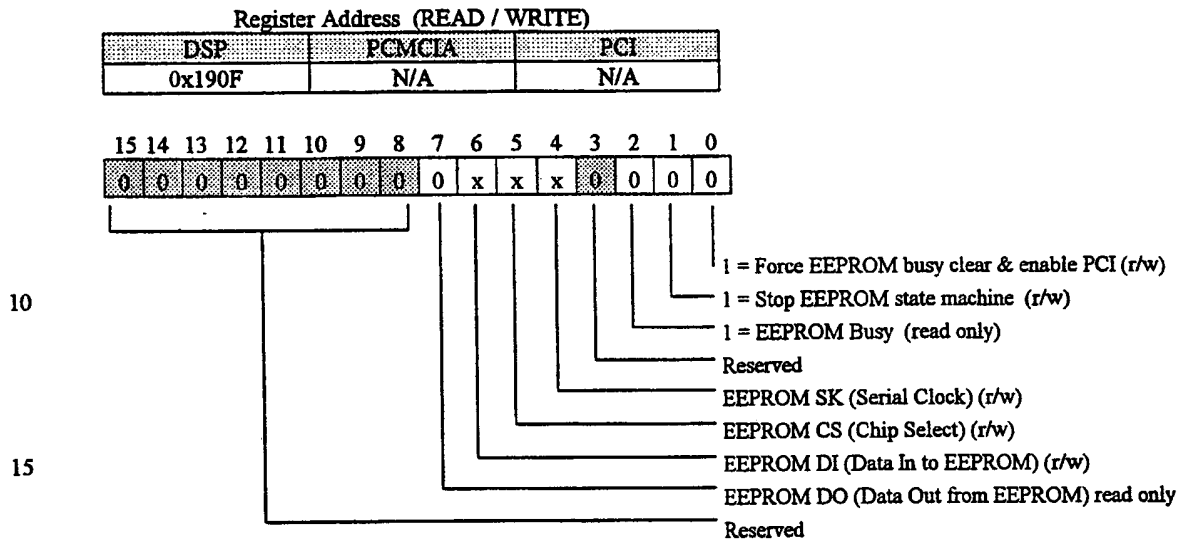 Register Address (READ / WRITE)
DSP PCMCIA PCI
0x190F N/A N/A
15 14 13 12 11 10 9 8 7 6 5 4 3 2 1 0
0 0 0 0 0 0 0 0 0 x x x 0 0 0 0
1 = Force EEPROM busy clear & enable PCI (r/w)
10
1 = Stop EEPROM state machine (r/w)
1 = EEPROM Busy (read only)
Reserved
EEPROM SK (Serial Clock) (r/w)
EEPROM CS (Chip Select) (r/w)
15
EEPROM DI (Data In to EEPROM) (r/w)
EEPROM DO (Data Out from EEPROM) read only
Reserved